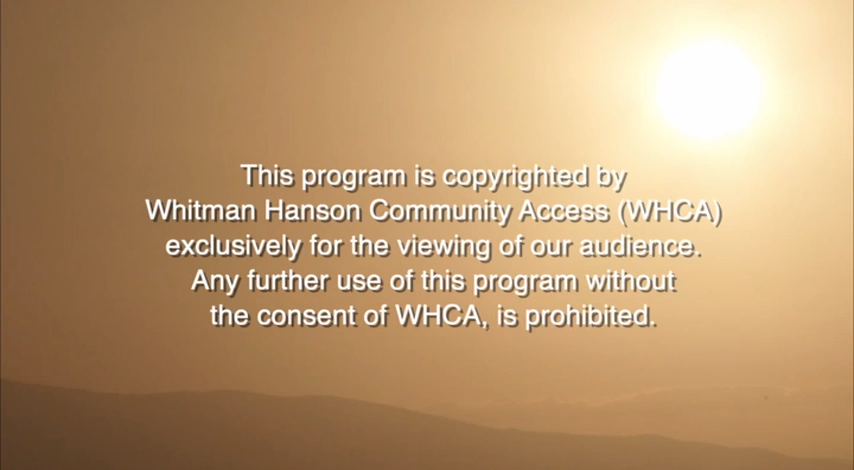 This program is copyrighted by
Whitman Hanson Community Access (WHCA)
exclusively for the viewing of our audience.
Any further use of this program without
the consent of WHCA, is prohibited.